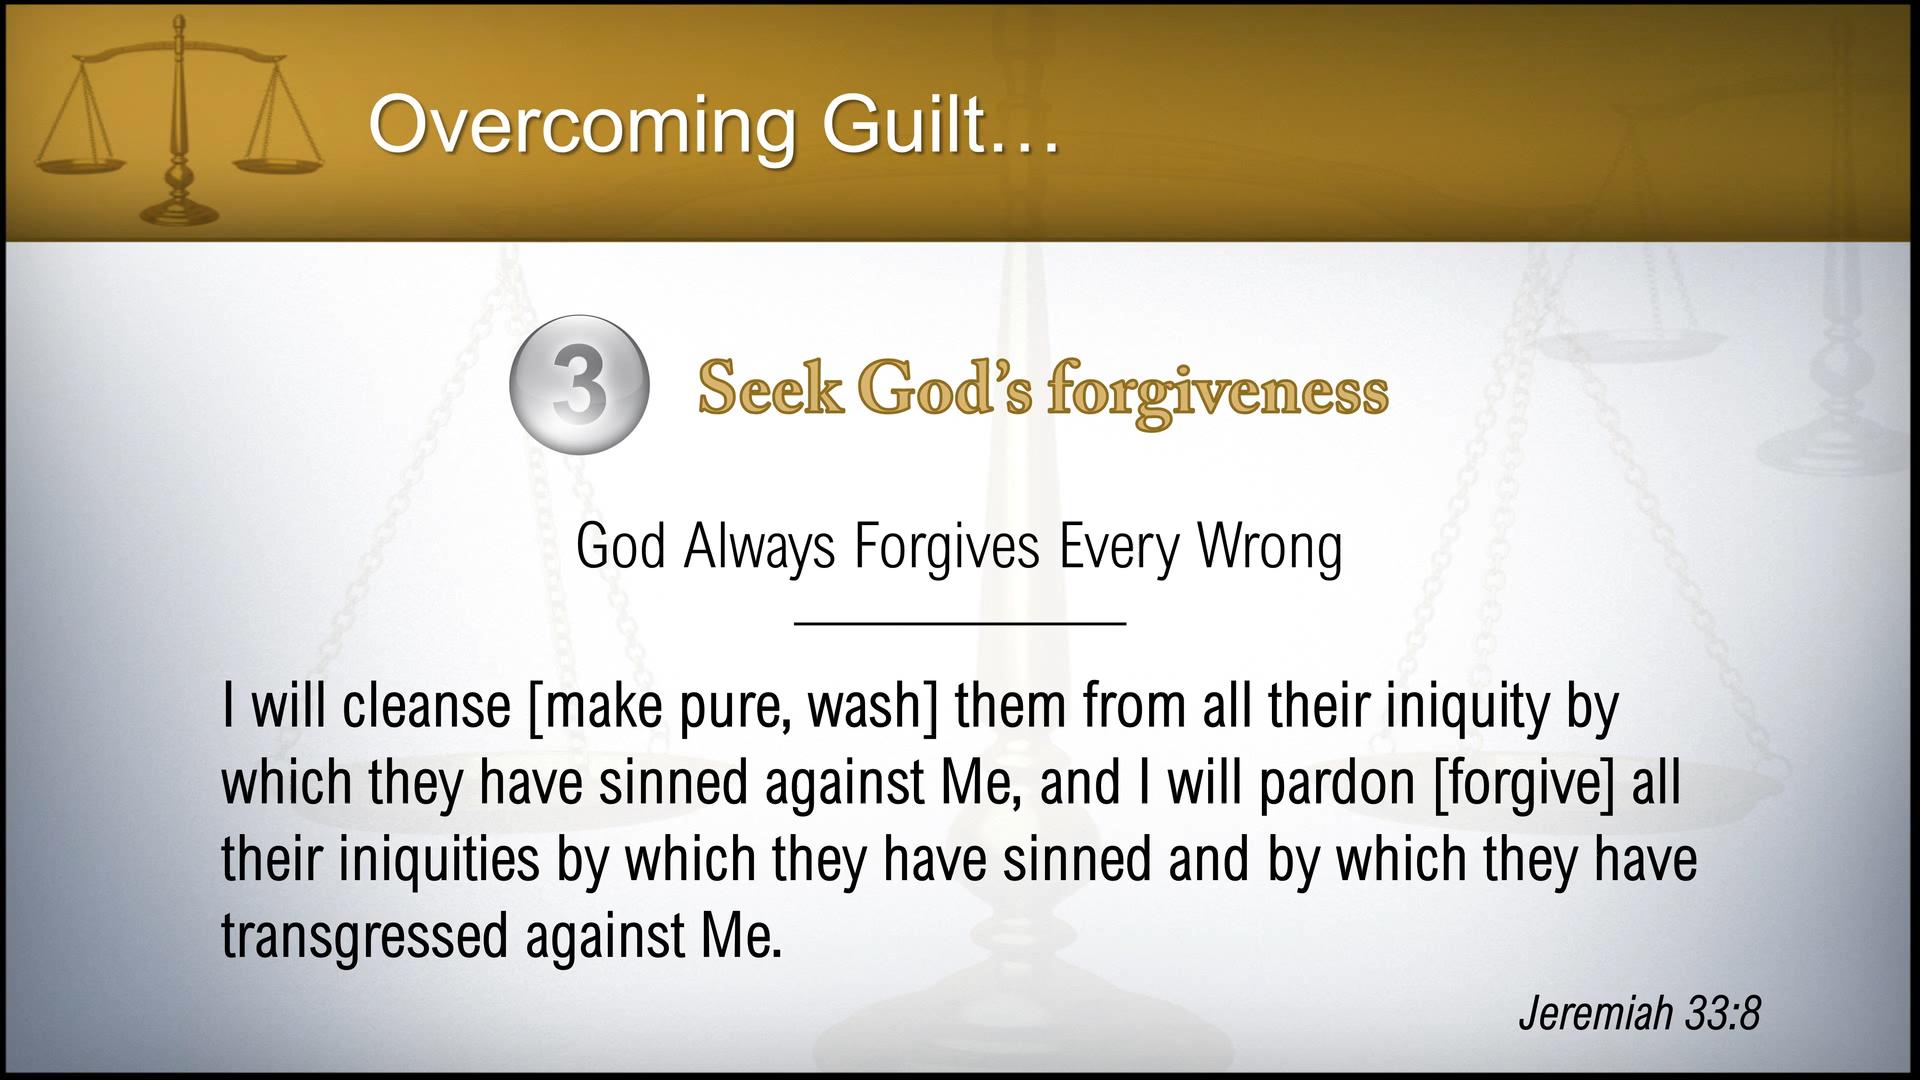 Overcoming Guilt…
3
Seek God’s forgiveness
God Always Forgives Every Wrong
I will cleanse [make pure, wash] them from all their iniquity by
which they have sinned against Me, and I will pardon [forgive] all
their iniquities by which they have sinned and by which they have
transgressed against Me.
Jeremiah 33:8